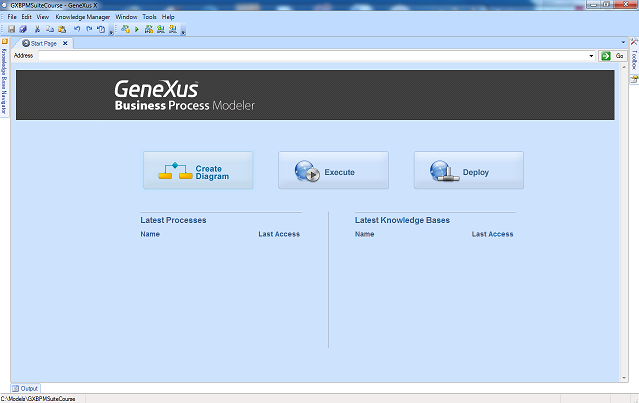 GXBPMSuiteCourse - GeneXus X
File Edit View Knowledge Manager Window Tools Help
Start Page
Address
Go
Knowledge Base Navigator
Toolbox
GeneXus™
Business Process Modeler
Create Diagram
Execute
Deploy
Latest Processes
Name Last Access
Latest Knowledge Bases
Name Last Access
Output
C:\Models\GXBPMSuiteCourse